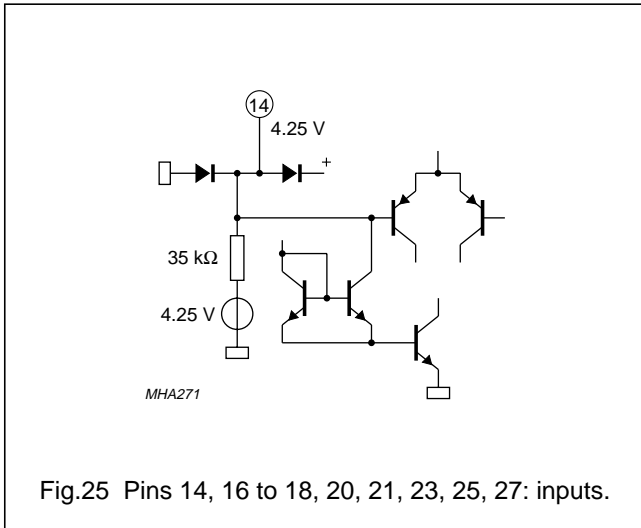 14
4.25 V
+
35 kΩ
4.25 V
MHA271
Fig.25 Pins 14, 16 to 18, 20, 21, 23, 25, 27: inputs.